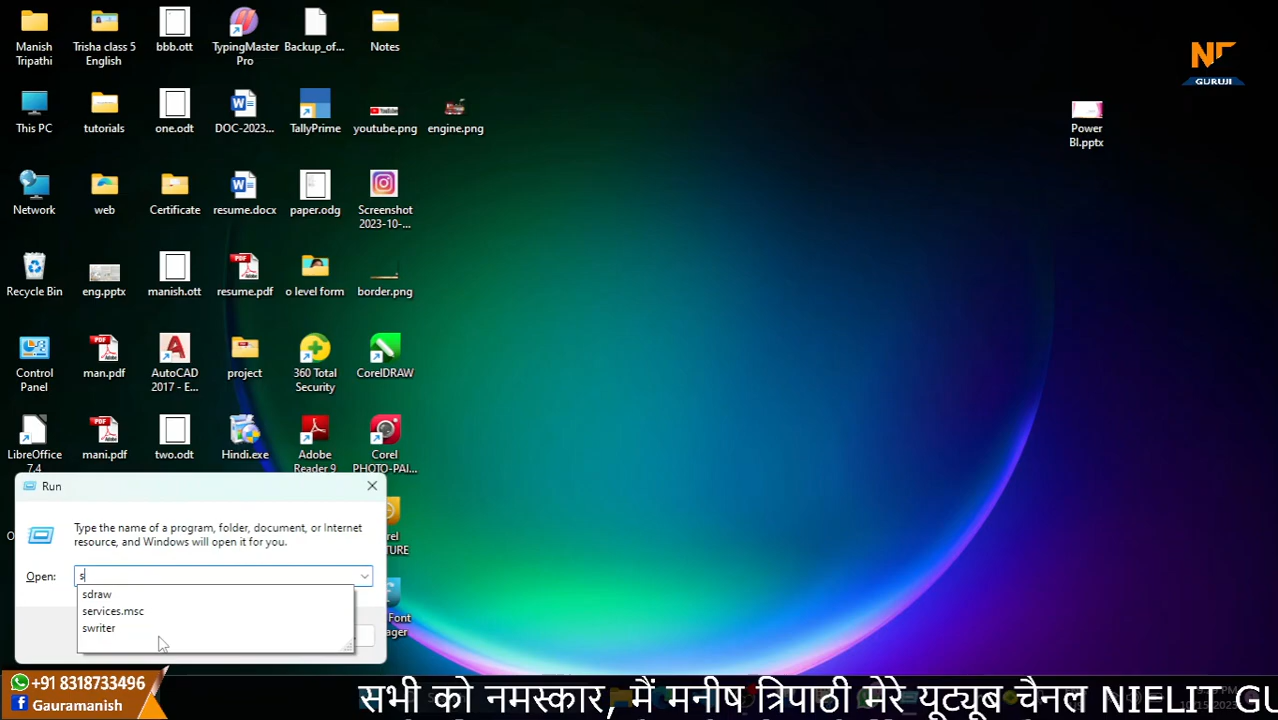 Manish Tripathi
Trisha class 5 English
bbb.ott
TypingMaster Pro
Backup_of...
Notes
This PC
tutorials
one.odt
DOC-2023...
TallyPrime
youtube.png
engine.png
Network
web
Certificate
resume.docx
paper.odg
Screenshot 2023-10-...
Recycle Bin
eng.pptx
manish.ott
resume.pdf
o level form
border.png
Control Panel
man.pdf
AutoCAD 2017 - E...
project
360 Total Security
CorelDRAW
LibreOffice 7.4
mani.pdf
two.odt
Hindi.exe
Adobe Reader 9
Corel PHOTO-PAI...
Power BI.pptx
NT
GURUJI
Run
Type the name of a program, folder, document, or Internet
resource, and Windows will open it for you.
Open:
s
sdraw
services.msc
swriter
+91 8318733496
Gauramanish
सभी को नमस्कार, मैं मनीष त्रिपाठी मेरे यूट्यूब चैनल NIELIT GU